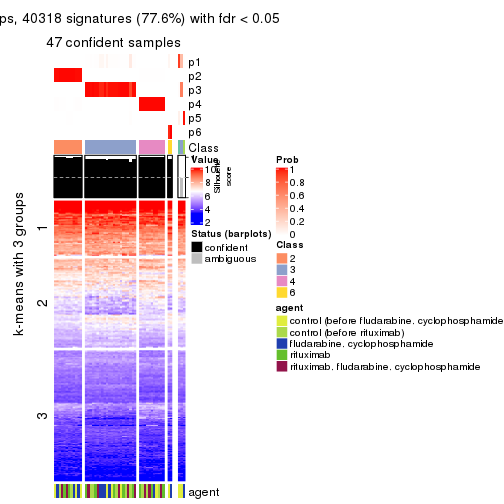 ps, 40318 signatures (77.6%) with fdr < 0.05
47 confident samples
p1
p2
p3
p4
p5
p6
Class
k-means with 3 groups
1
2
3
Value
10
8
6
4
2
Silhouette
score
Status (barplots)
confident
ambiguous
Prob
1
0.8
0.6
0.4
0.2
0
Class
2
3
4
6
agent
control (before fludarabine. cyclophosphamide
control (before rituximab)
fludarabine. cyclophosphamide
rituximab
rituximab. fludarabine. cyclophosphamide
agent